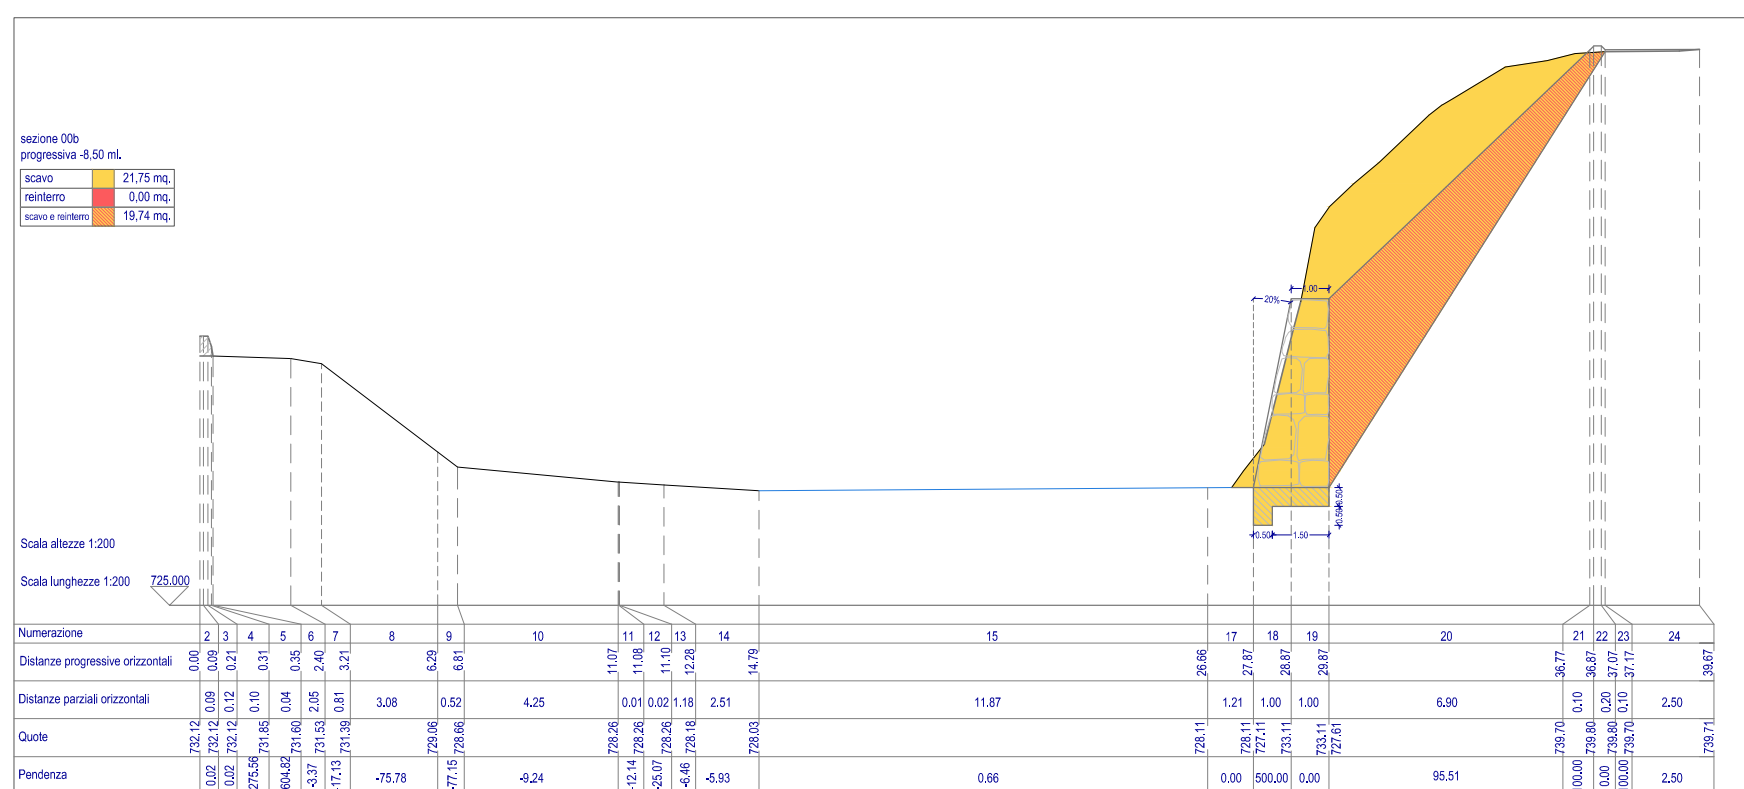 sezione 00b
progressiva -8,50 ml.
scavo 21,75 mq.
reinterro 0,00 mq.
scavo e reinterro 19,74 mq.
20% 1.00
0.50
0.50
0.50 1.50
Scala altezze 1:200
Scala lunghezze 1:200 725.000
Numerazione 2 3 4 5 6 7 8 9 10 11 12 13 14 15 17 18 19 20 21 22 23 24
Distanze progressive orizzontali 0.00 0.09 0.21 0.31 0.35 2.40 3.21 6.29 6.81 11.07 11.08 11.10 12.28 14.79 26.66 27.87 28.87 29.87 36.77 36.87 37.07 37.17 39.67
Distanze parziali orizzontali 0.09 0.12 0.10 0.04 2.05 0.81 3.08 0.52 4.25 0.01 0.02 1.18 2.51 11.87 1.21 1.00 1.00 6.90 0.10 0.20 0.10 2.50
Quote 732.12 732.12 732.12 731.85 731.60 731.53 731.39 729.06 728.66 728.26 728.26 728.26 728.18 728.03 728.11 728.11 727.11 733.11 733.11 727.61 739.70 739.80 739.80 739.70 739.71
Pendenza 0.02 0.02 275.56 604.82 -3.37 -17.13 -75.78 -77.15 -9.24 -12.14 -25.07 -6.46 -5.93 0.66 0.00 500.00 0.00 95.51 0.00 2.50